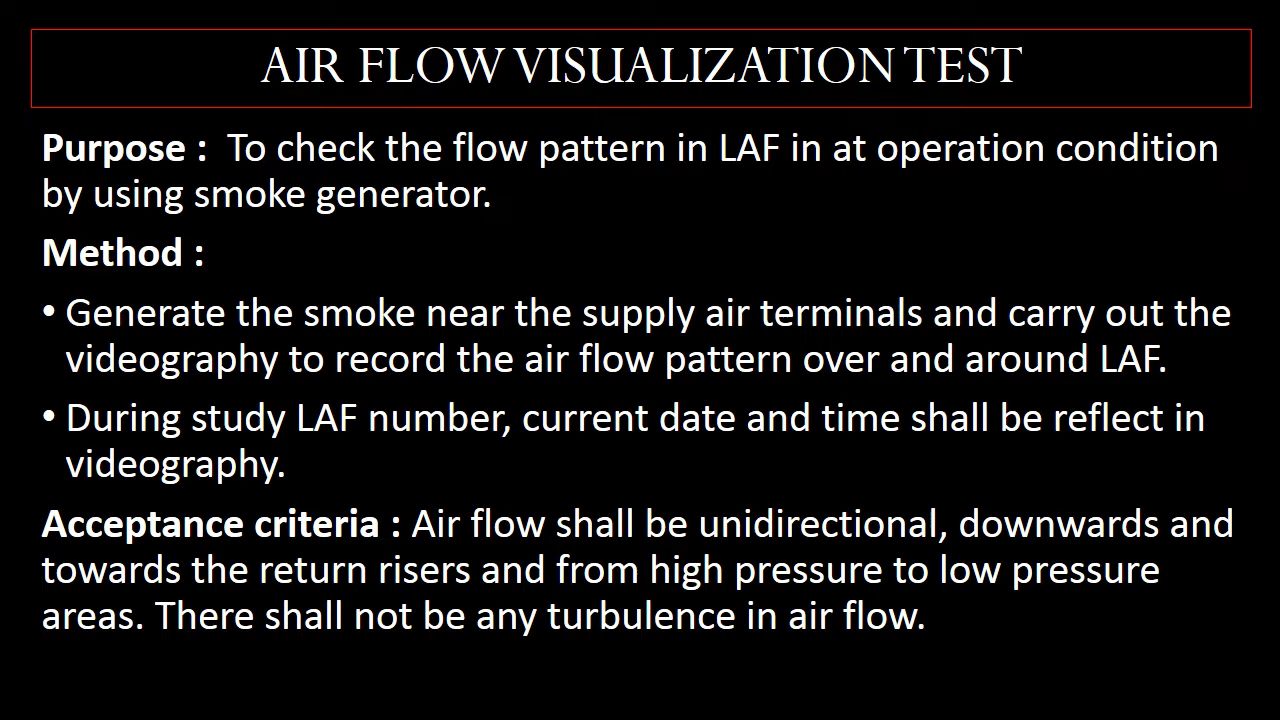 AIR FLOW VISUALIZATION TEST
Purpose :  To check the flow pattern in LAF in at operation condition
by using smoke generator.
Method :
• Generate the smoke near the supply air terminals and carry out the
videography to record the air flow pattern over and around LAF.
• During study LAF number, current date and time shall be reflect in
videography.
Acceptance criteria : Air flow shall be unidirectional, downwards and
towards the return risers and from high pressure to low pressure
areas. There shall not be any turbulence in air flow.